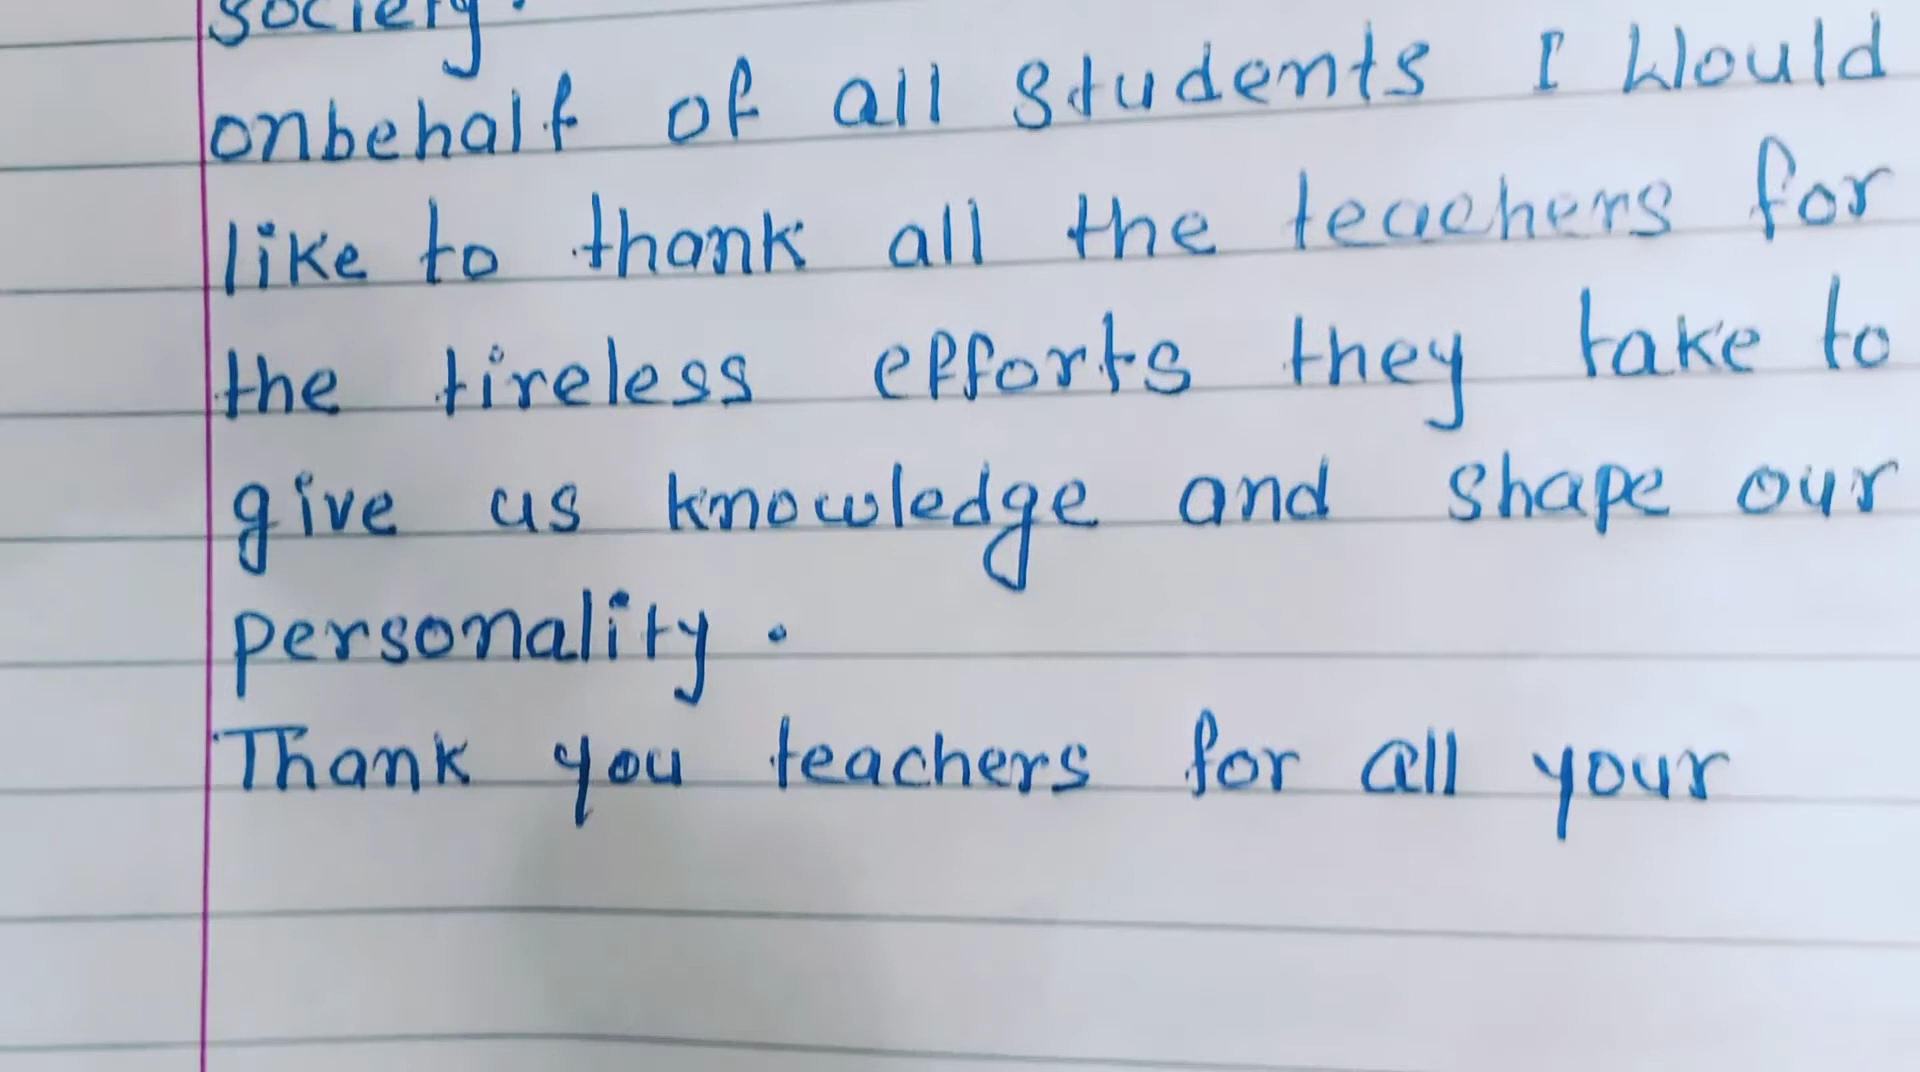 society.
onbehalf of all students I Would
like to thank all the teachers for
the tireless efforts they take to
give us knowledge and shape our
personality.
Thank you teachers for all your